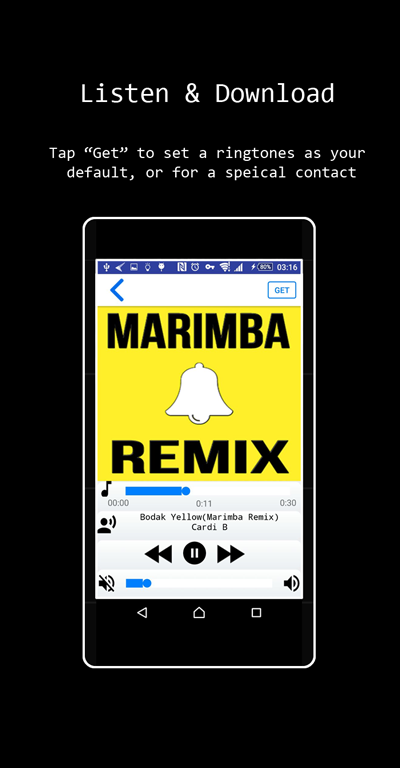 Listen & Download
Tap “Get” to set a ringtones as your
default, or for a speical contact
80% 03:16
GET
MARIMBA
REMIX
00:00 0:11 0:30
Bodak Yellow(Marimba Remix)
Cardi B